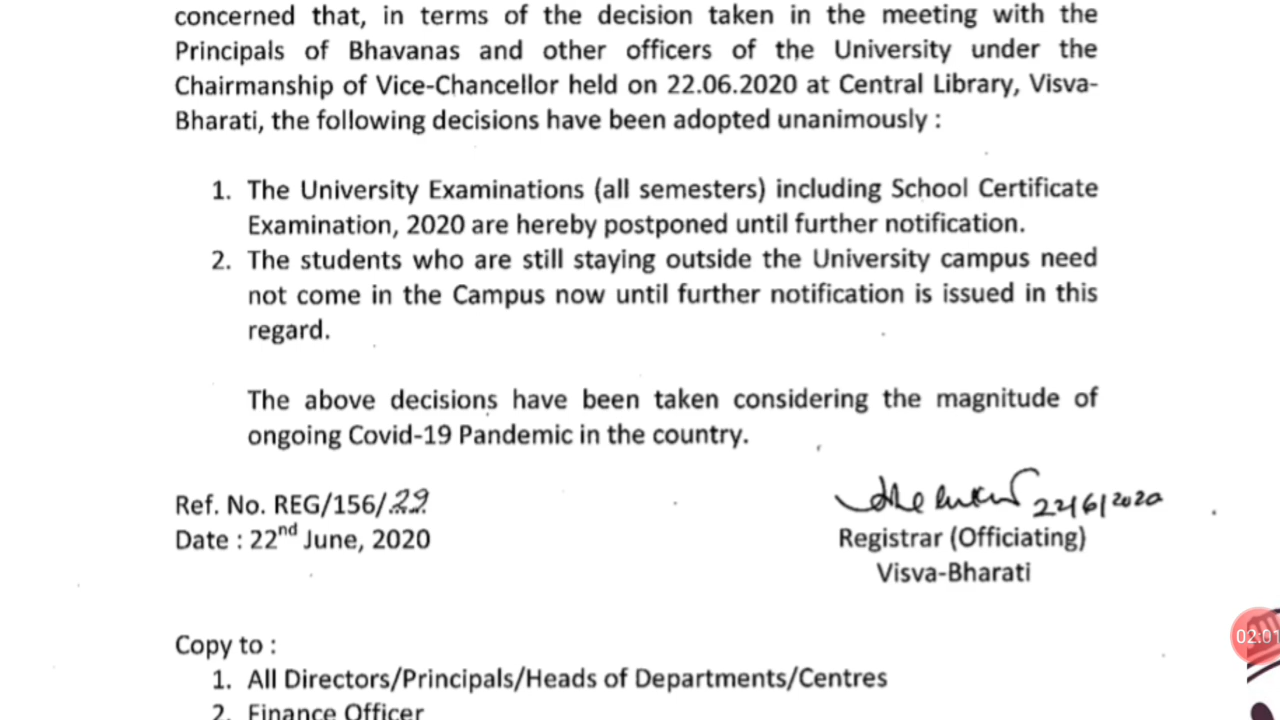 concerned that, in terms of the decision taken in the meeting with the
Principals of Bhavanas and other officers of the University under the
Chairmanship of Vice-Chancellor held on 22.06.2020 at Central Library, Visva-
Bharati, the following decisions have been adopted unanimously :
1. The University Examinations (all semesters) including School Certificate
Examination, 2020 are hereby postponed until further notification.
2. The students who are still staying outside the University campus need
not come in the Campus now until further notification is issued in this
regard.
The above decisions have been taken considering the magnitude of
ongoing Covid-19 Pandemic in the country.
Ref. No. REG/156/29
Date : 22nd June, 2020
22/6/2020
Registrar (Officiating)
Visva-Bharati
02:01
Copy to :
1. All Directors/Principals/Heads of Departments/Centres
2. Finance Officer